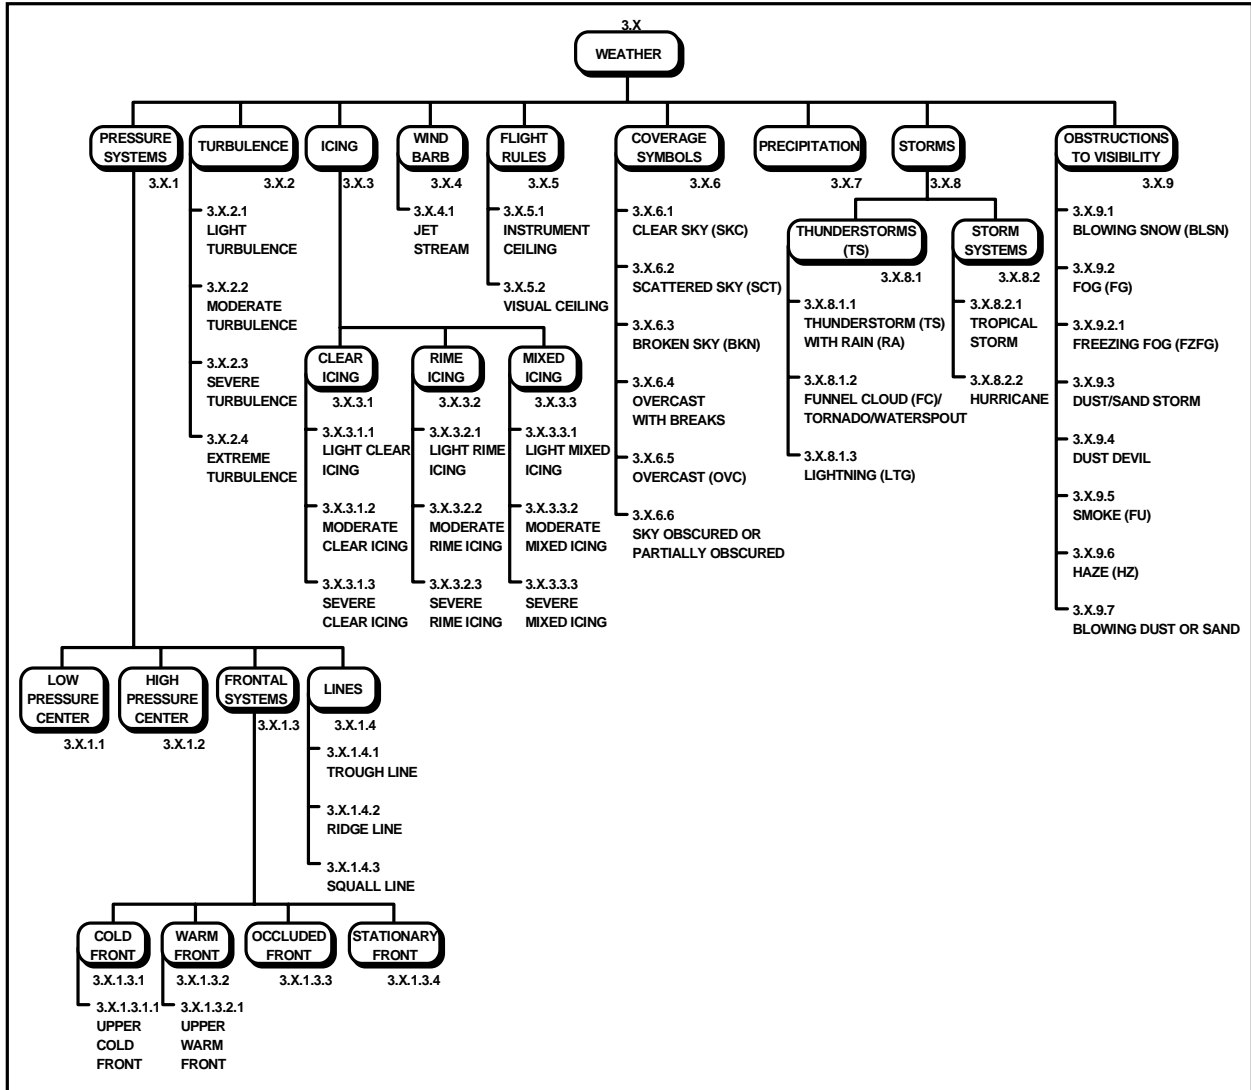 3.X
WEATHER
PRESSURE
SYSTEMS
3.X.1
TURBULENCE
3.X.2
ICING
3.X.3
WIND
BARB
3.X.4
FLIGHT
RULES
3.X.5
COVERAGE
SYMBOLS
3.X.6
PRECIPITATION
3.X.7
STORMS
3.X.8
OBSTRUCTIONS
TO VISIBILITY
3.X.9
3.X.2.1
LIGHT
TURBULENCE
3.X.2.2
MODERATE
TURBULENCE
3.X.2.3
SEVERE
TURBULENCE
3.X.2.4
EXTREME
TURBULENCE
3.X.4.1
JET
STREAM
3.X.5.1
INSTRUMENT
CEILING
3.X.5.2
VISUAL CEILING
CLEAR
ICING
3.X.3.1
3.X.3.1.1
LIGHT CLEAR
ICING
3.X.3.1.2
MODERATE
CLEAR ICING
3.X.3.1.3
SEVERE
CLEAR ICING
RIME
ICING
3.X.3.2
3.X.3.2.1
LIGHT RIME
ICING
3.X.3.2.2
MODERATE
RIME ICING
3.X.3.2.3
SEVERE
RIME ICING
MIXED
ICING
3.X.3.3
3.X.3.3.1
LIGHT MIXED
ICING
3.X.3.3.2
MODERATE
MIXED ICING
3.X.3.3.3
SEVERE
MIXED ICING
3.X.6.1
CLEAR SKY (SKC)
3.X.6.2
SCATTERED SKY (SCT)
3.X.6.3
BROKEN SKY (BKN)
3.X.6.4
OVERCAST
WITH BREAKS
3.X.6.5
OVERCAST (OVC)
3.X.6.6
SKY OBSCURED OR
PARTIALLY OBSCURED
THUNDERSTORMS
(TS)
3.X.8.1
3.X.8.1.1
THUNDERSTORM (TS)
WITH RAIN (RA)
3.X.8.1.2
FUNNEL CLOUD (FC)/
TORNADO/WATERSPOUT
3.X.8.1.3
LIGHTNING (LTG)
STORM
SYSTEMS
3.X.8.2
3.X.8.2.1
TROPICAL
STORM
3.X.8.2.2
HURRICANE
3.X.9.1
BLOWING SNOW (BLSN)
3.X.9.2
FOG (FG)
3.X.9.2.1
FREEZING FOG (FZFG)
3.X.9.3
DUST/SAND STORM
3.X.9.4
DUST DEVIL
3.X.9.5
SMOKE (FU)
3.X.9.6
HAZE (HZ)
3.X.9.7
BLOWING DUST OR SAND
LOW
PRESSURE
CENTER
3.X.1.1
HIGH
PRESSURE
CENTER
3.X.1.2
FRONTAL
SYSTEMS
3.X.1.3
LINES
3.X.1.4
3.X.1.4.1
TROUGH LINE
3.X.1.4.2
RIDGE LINE
3.X.1.4.3
SQUALL LINE
COLD
FRONT
3.X.1.3.1
3.X.1.3.1.1
UPPER
COLD
FRONT
WARM
FRONT
3.X.1.3.2
3.X.1.3.2.1
UPPER
WARM
FRONT
OCCLUDED
FRONT
3.X.1.3.3
STATIONARY
FRONT
3.X.1.3.4